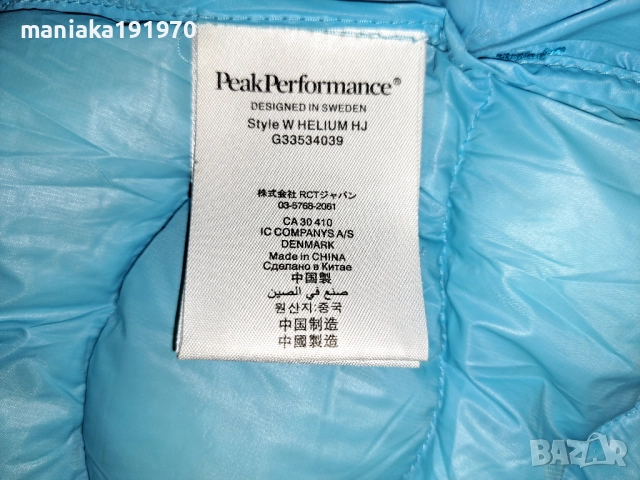 maniaka191970
PeakPerformance®
DESIGNED IN SWEDEN
Style W HELIUM HJ
G33534039
株式会社 RCTジャパン
03-5768-2061
CA 30 410
IC COMPANYS A/S
DENMARK
Made in CHINA
Сделано в Китае
中国製
صنع في الصين
원산지:중국
中国制造
中國製造
BAZAR